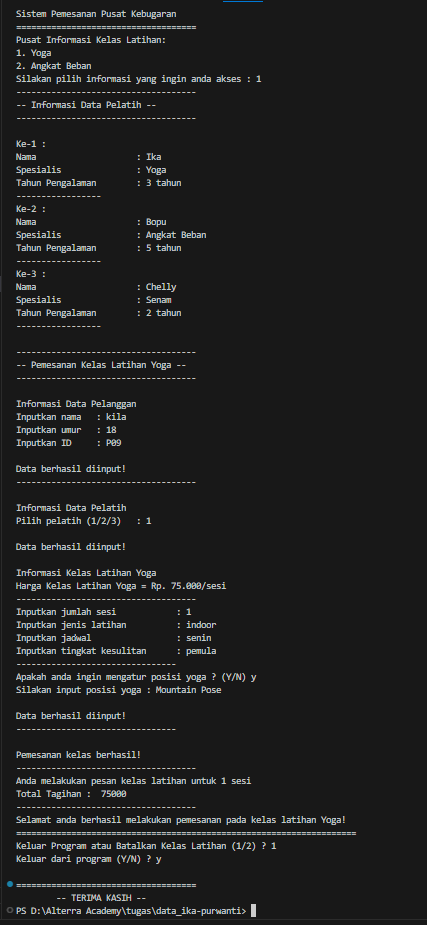 Sistem Pemesanan Pusat Kebugaran
====================================
Pusat Informasi Kelas Latihan:
1. Yoga
2. Angkat Beban
Silakan pilih informasi yang ingin anda akses : 1
------------------------------------
-- Informasi Data Pelatih --
------------------------------------
Ke-1 :
Nama : Ika
Spesialis : Yoga
Tahun Pengalaman : 3 tahun
-----------------
Ke-2 :
Nama : Bopu
Spesialis : Angkat Beban
Tahun Pengalaman : 5 tahun
-----------------
Ke-3 :
Nama : Chelly
Spesialis : Senam
Tahun Pengalaman : 2 tahun
-----------------
------------------------------------
-- Pemesanan Kelas Latihan Yoga --
------------------------------------
Informasi Data Pelanggan
Inputkan nama : kila
Inputkan umur : 18
Inputkan ID : P09
Data berhasil diinput!
------------------------------------
Informasi Data Pelatih
Pilih pelatih (1/2/3) : 1
Data berhasil diinput!
Informasi Kelas Latihan Yoga
Harga Kelas Latihan Yoga = Rp. 75.000/sesi
------------------------------------
Inputkan jumlah sesi : 1
Inputkan jenis latihan : indoor
Inputkan jadwal : senin
Inputkan tingkat kesulitan : pemula
--------------------------------
Apakah anda ingin mengatur posisi yoga ? (Y/N) y
Silakan input posisi yoga : Mountain Pose
Data berhasil diinput!
--------------------------------
Pemesanan kelas berhasil!
------------------------------------
Anda melakukan pesan kelas latihan untuk 1 sesi
Total Tagihan : 75000
------------------------------------
Selamat anda berhasil melakukan pemesanan pada kelas latihan Yoga!
====================================================================
Keluar Program atau Batalkan Kelas Latihan (1/2) ? 1
Keluar dari program (Y/N) ? y
====================================
-- TERIMA KASIH --
PS D:\Alterra Academy\tugas\data_ika-purwanti>